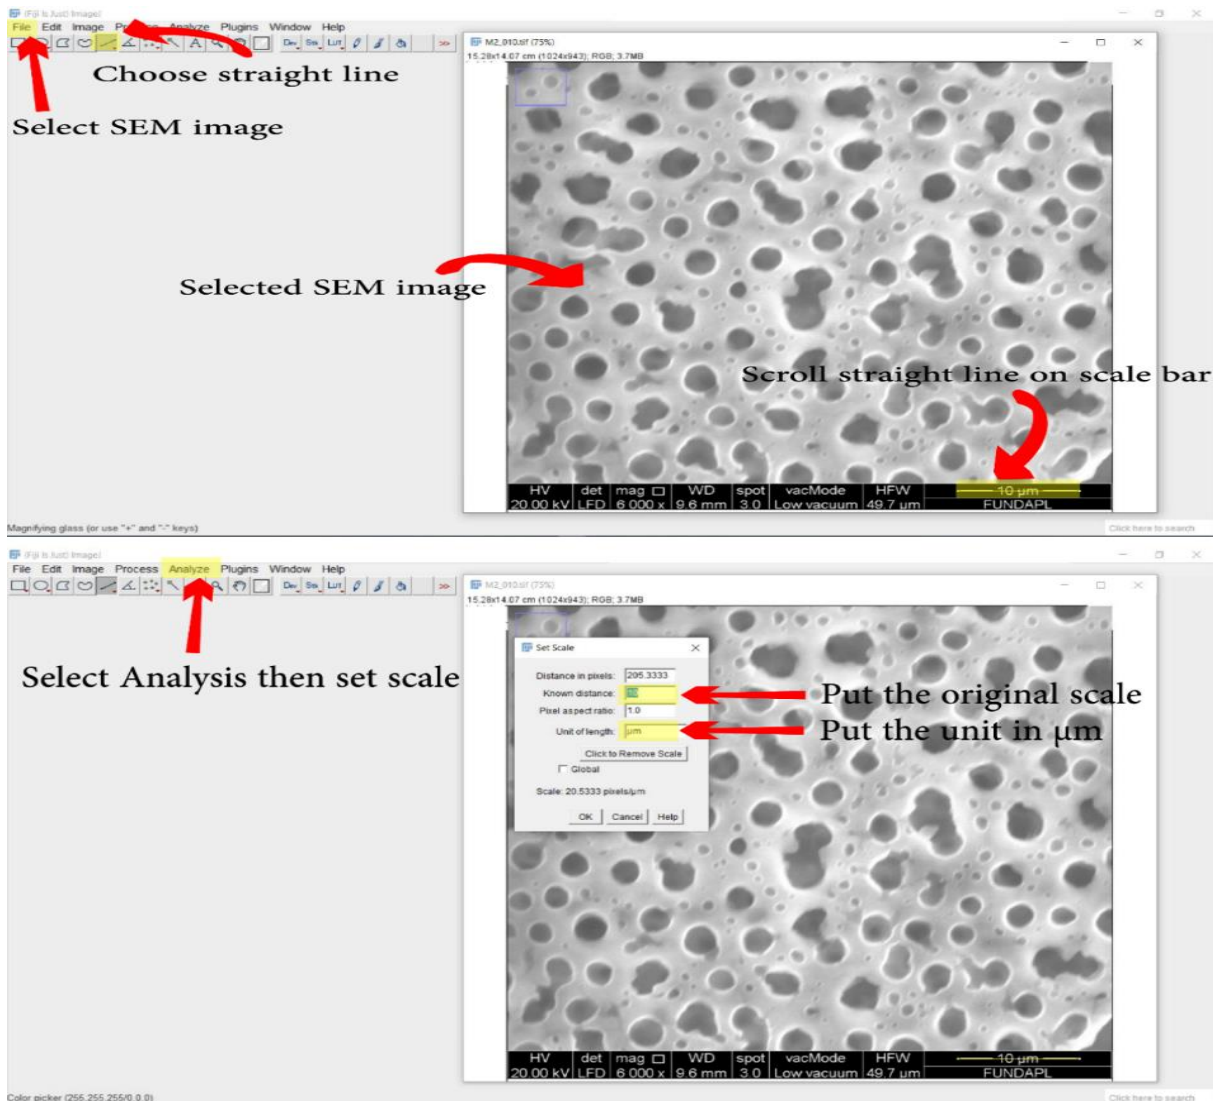 (Fiji Is Just) ImageJ
File Edit Image Analyze Plugins Window Help
A Dev Stk LUT >>
Choose straight line
Select SEM image
M2_010.tif (75%)
15.28x14.07 cm (1024x943); RGB; 3.7MB
Selected SEM image
Scroll straight line on scale bar
HV det mag WD spot vacMode HFW 10 µm
20.00 kV LFD 6 000 x 9.6 mm 3.0 Low vacuum 49.7 µm FUNDAPL
Magnifying glass (or use "+" and "-" keys)
Click here to search
(Fiji Is Just) ImageJ
File Edit Image Process Analyze Plugins Window Help
Dev Stk LUT >>
Select Analysis then set scale
M2_010.tif (75%)
15.28x14.07 cm (1024x943); RGB; 3.7MB
Set Scale
Distance in pixels: 205.3333
Known distance: 10
Pixel aspect ratio: 1.0
Unit of length: µm
Click to Remove Scale
Global
Scale: 20.5333 pixels/µm
OK Cancel Help
Put the original scale
Put the unit in µm
HV det mag WD spot vacMode HFW 10 µm
20.00 kV LFD 6 000 x 9.6 mm 3.0 Low vacuum 49.7 µm FUNDAPL
Color picker (255,255,255/0,0,0)
Click here to search